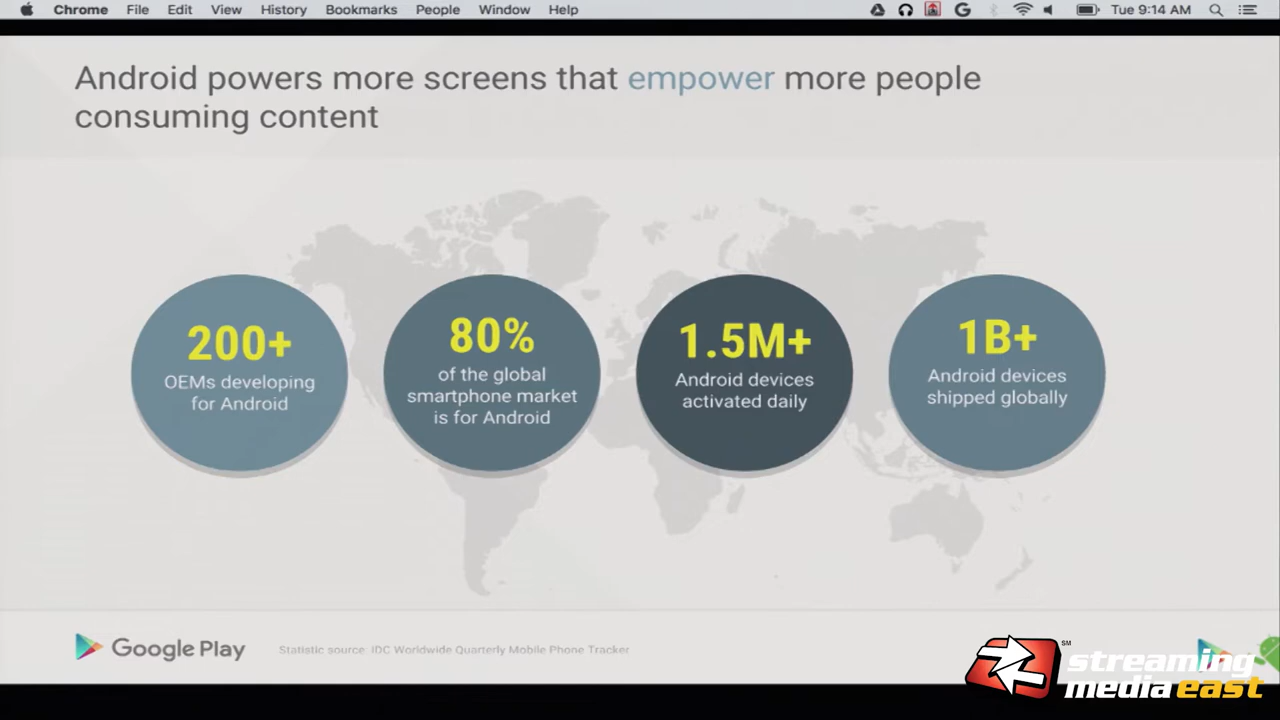 Chrome File Edit View History Bookmarks People Window Help Tue 9:14 AM
Android powers more screens that empower more people
consuming content
200+
OEMs developing
for Android
80%
of the global
smartphone market
is for Android
1.5M+
Android devices
activated daily
1B+
Android devices
shipped globally
Google Play
Statistic source: IDC Worldwide Quarterly Mobile Phone Tracker
SM
streaming
media east